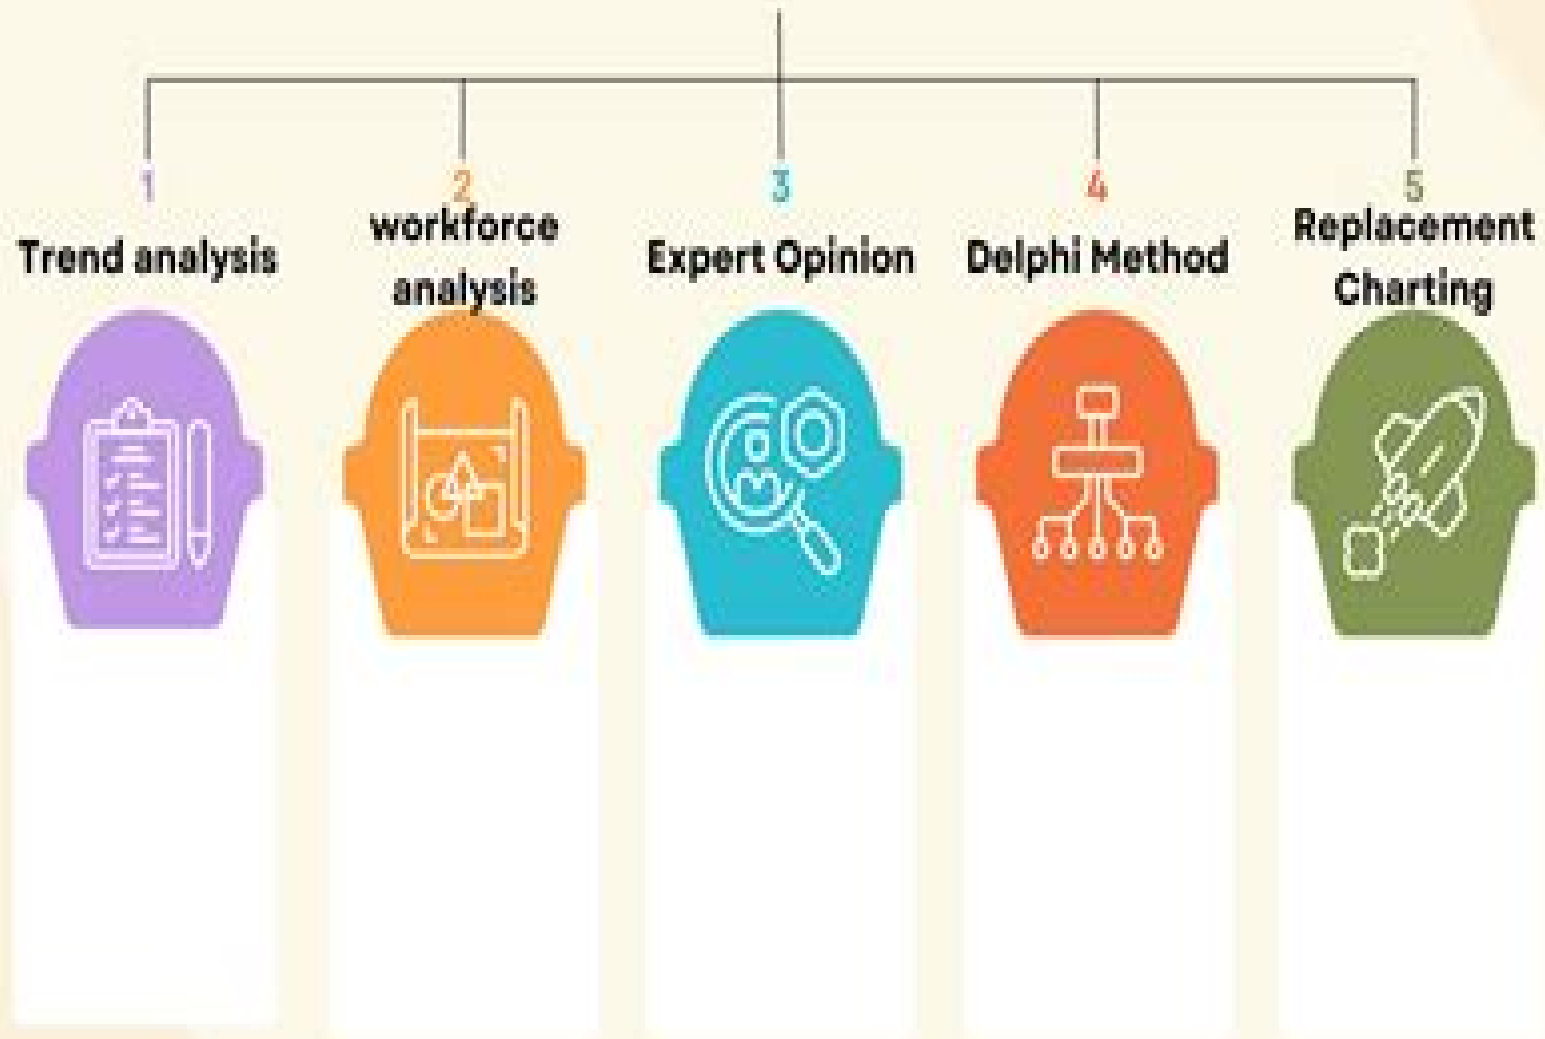 1
Trend analysis
2
workforce
analysis
3
Expert Opinion
4
Delphi Method
5
Replacement
Charting